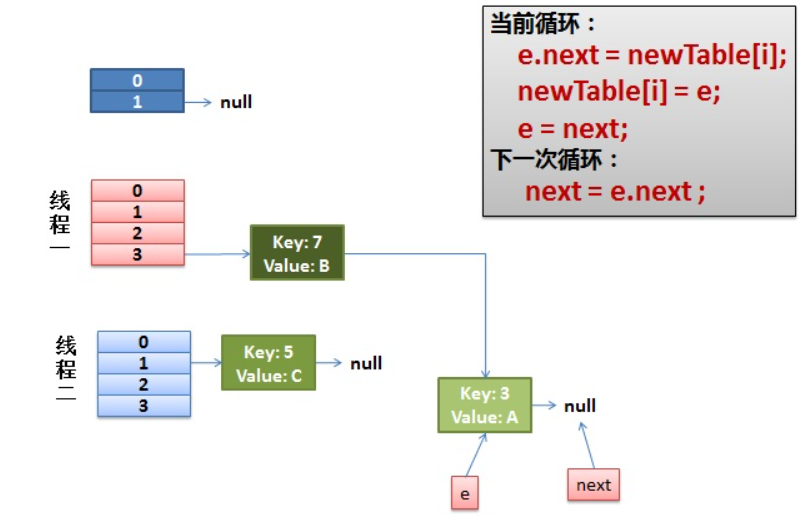 当前循环：
e.next = newTable[i];
newTable[i] = e;
e = next;
下一次循环：
next = e.next ;
0
1
null
线程一
0
1
2
3
Key: 7
Value: B
线程二
0
1
2
3
Key: 5
Value: C
null
Key: 3
Value: A
null
e
next